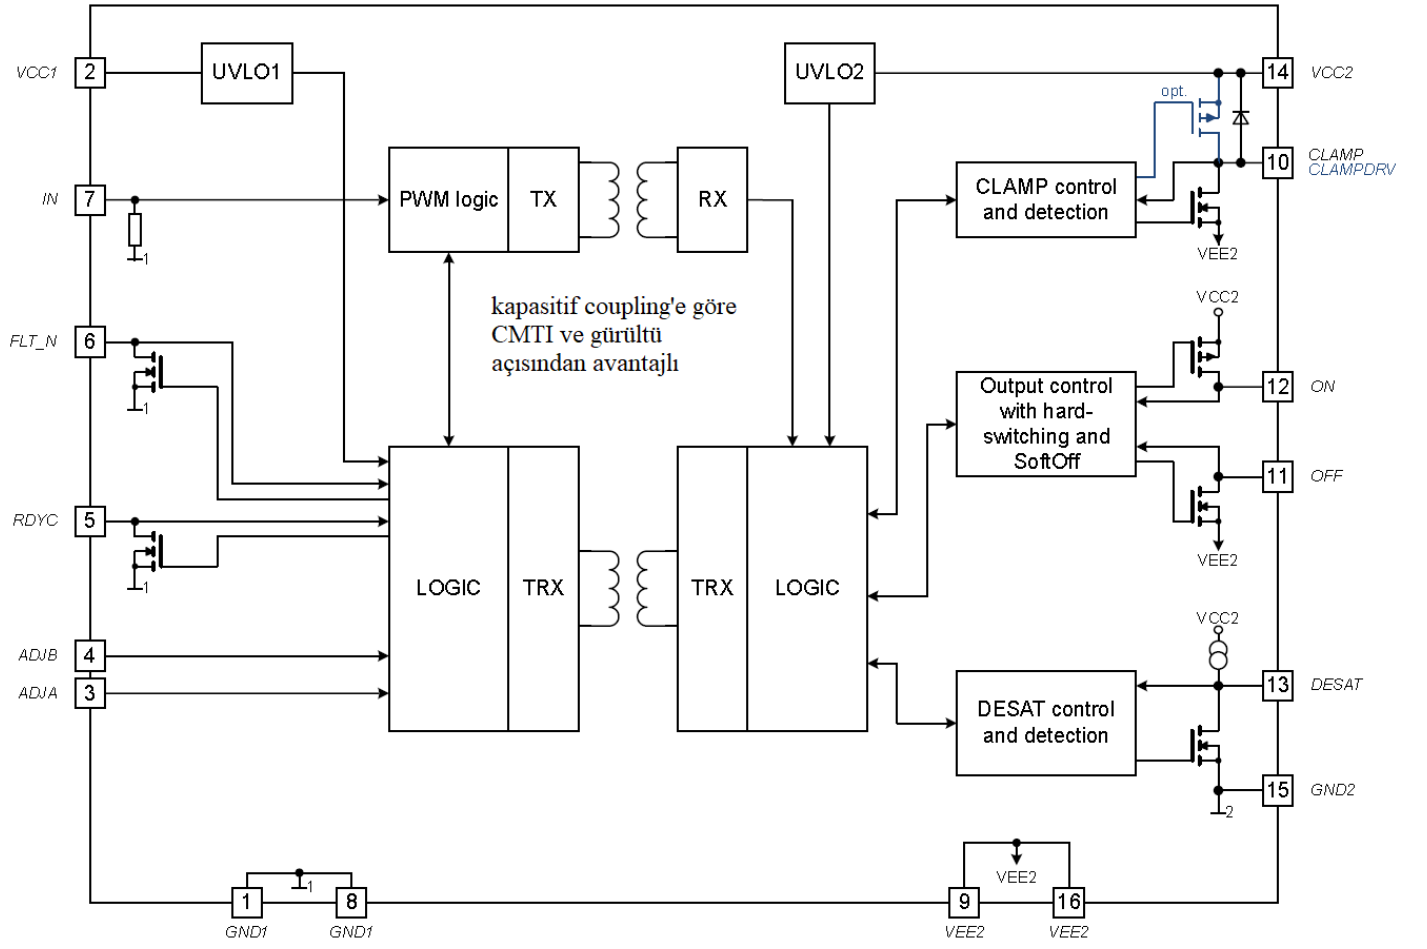 VCC1
2
UVLO1
UVLO2
14
VCC2
opt.
IN
7
PWM logic
TX
RX
CLAMP control
and detection
10
CLAMP
CLAMPDRV
1
VEE2
kapasitif coupling'e göre
CMTI ve gürültü
açısından avantajlı
VCC2
FLT_N
6
1
Output control
with hard-
switching and
SoftOff
12
ON
11
OFF
VEE2
RDYC
5
1
LOGIC
TRX
TRX
LOGIC
VCC2
ADJB
4
ADJA
3
DESAT control
and detection
13
DESAT
15
GND2
2
1
VEE2
1
GND1
8
GND1
9
VEE2
16
VEE2